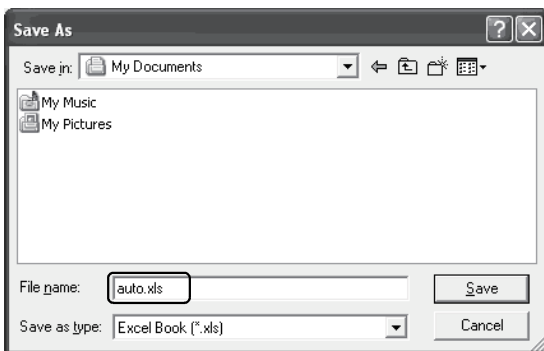 Save As
Save in: My Documents
My Music
My Pictures
File name: auto.xls Save
Save as type: Excel Book (*.xls) Cancel